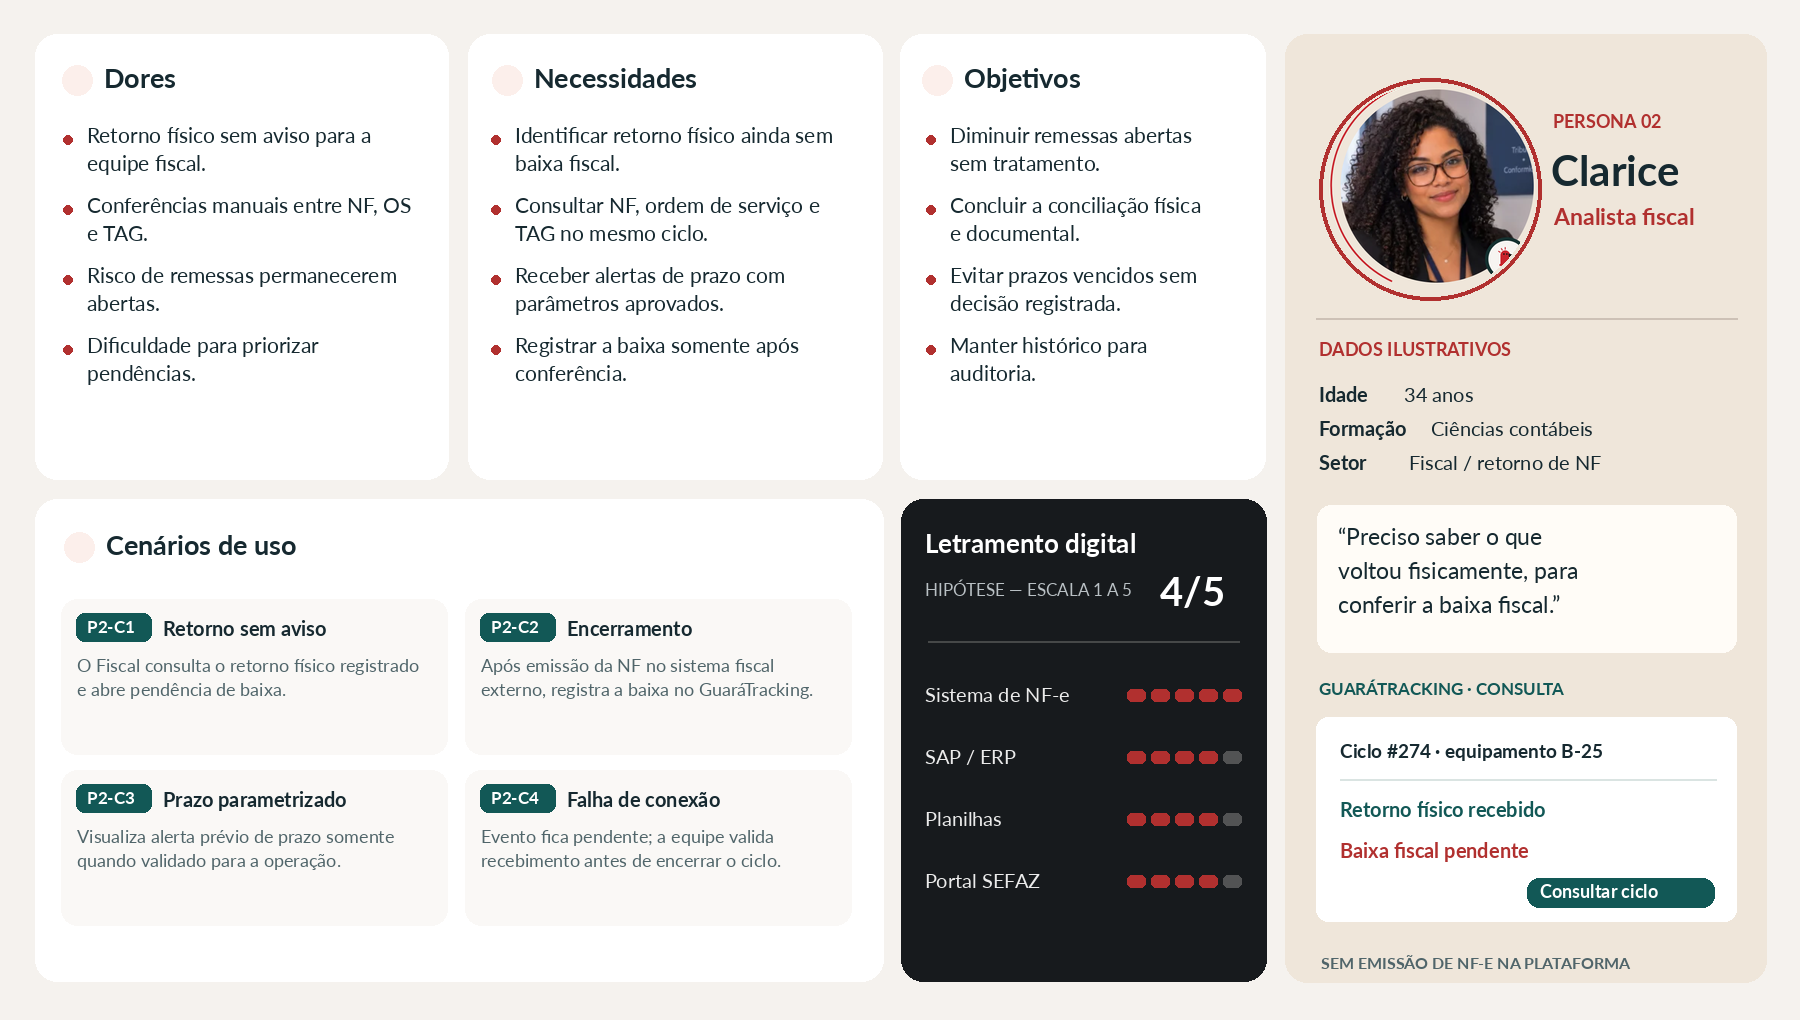 Dores
Retorno físico sem aviso para a
equipe fiscal.
Conferências manuais entre NF, OS
e TAG.
Risco de remessas permanecerem
abertas.
Dificuldade para priorizar
pendências.
Necessidades
Identificar retorno físico ainda sem
baixa fiscal.
Consultar NF, ordem de serviço e
TAG no mesmo ciclo.
Receber alertas de prazo com
parâmetros aprovados.
Registrar a baixa somente após
conferência.
Objetivos
Diminuir remessas abertas
sem tratamento.
Concluir a conciliação física
e documental.
Evitar prazos vencidos sem
decisão registrada.
Manter histórico para
auditoria.
Cenários de uso
P2-C1 Retorno sem aviso
O Fiscal consulta o retorno físico registrado
e abre pendência de baixa.
P2-C2 Encerramento
Após emissão da NF no sistema fiscal
externo, registra a baixa no GuaráTracking.
P2-C3 Prazo parametrizado
Visualiza alerta prévio de prazo somente
quando validado para a operação.
P2-C4 Falha de conexão
Evento fica pendente; a equipe valida
recebimento antes de encerrar o ciclo.
Letramento digital
HIPÓTESE — ESCALA 1 A 5 4/5
Sistema de NF-e
SAP / ERP
Planilhas
Portal SEFAZ
PERSONA 02
Clarice
Analista fiscal
DADOS ILUSTRATIVOS
Idade 34 anos
Formação Ciências contábeis
Setor Fiscal / retorno de NF
“Preciso saber o que
voltou fisicamente, para
conferir a baixa fiscal.”
GUARÁTRACKING · CONSULTA
Ciclo #274 · equipamento B-25
Retorno físico recebido
Baixa fiscal pendente
Consultar ciclo
SEM EMISSÃO DE NF-E NA PLATAFORMA